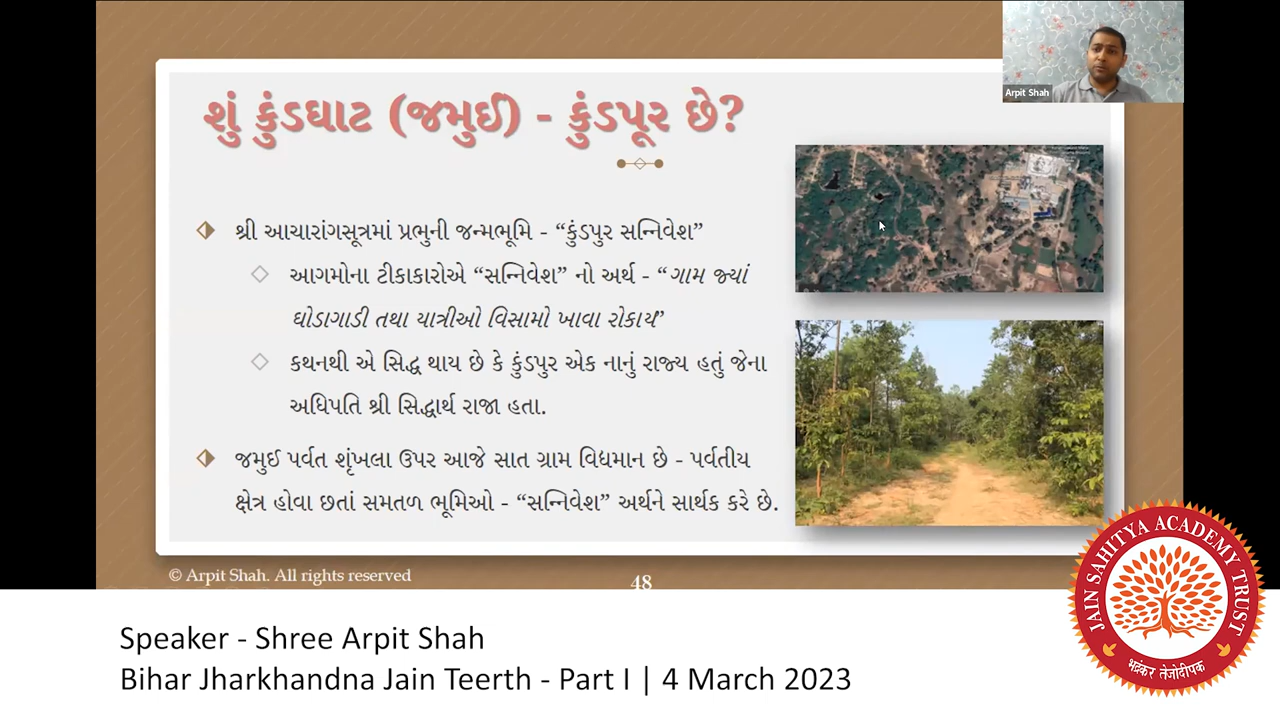 Arpit Shah
શું કુંડઘાટ (જમુઈ) - કુંડપૂર છે?
શ્રી આચારાંગસૂત્રમાં પ્રભુની જન્મભૂમિ - “કુંડપુર સન્નિવેશ”
આગમોના ટીકાકારોએ “સન્નિવેશ” નો અર્થ - “ ગામ જ્યાં
ઘોડાગાડી તથા યાત્રીઓ વિસામો ખાવા રોકાય”
કથનથી એ સિદ્ધ થાય છે કે કુંડપુર એક નાનું રાજ્ય હતું જેના
અધિપતિ શ્રી સિદ્ધાર્થ રાજા હતા.
જમુઈ પર્વત શૃંખલા ઉપર આજે સાત ગ્રામ વિદ્યમાન છે - પર્વતીય
ક્ષેત્ર હોવા છતાં સમતળ ભૂમિઓ - “સન્નિવેશ” અર્થને સાર્થક કરે છે.
© Arpit Shah. All rights reserved
48
Speaker - Shree Arpit Shah
Bihar Jharkhandna Jain Teerth - Part I | 4 March 2023
JAIN SAHITYA ACADEMY TRUST
भद्रंकर तेजोदीपक